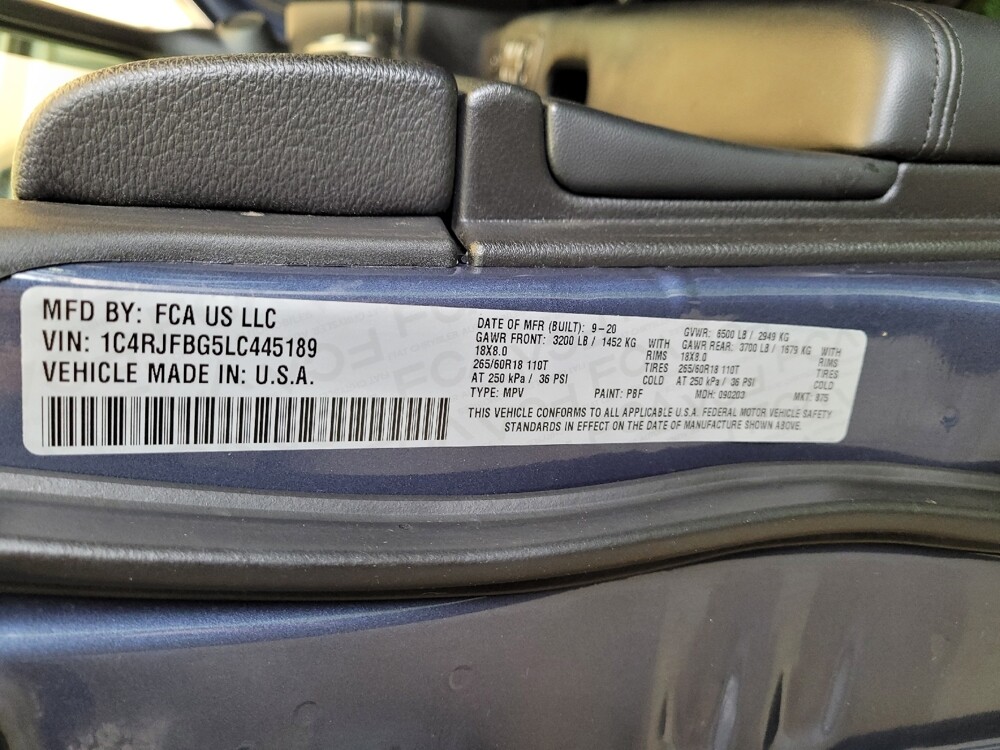 MFD BY: FCA US LLC
VIN: 1C4RJFBG5LC445189
VEHICLE MADE IN: U.S.A.
DATE OF MFR (BUILT): 9-20 GVWR: 6500 LB / 2949 KG
GAWR FRONT: 3200 LB / 1452 KG WITH GAWR REAR: 3700 LB / 1679 KG WITH
18X8.0 RIMS 18X8.0 RIMS
265/60R18 110T TIRES 265/60R18 110T TIRES
AT 250 kPa / 36 PSI COLD AT 250 kPa / 36 PSI COLD
TYPE: MPV PAINT: PBF MDH: 090203 MKT: 875
THIS VEHICLE CONFORMS TO ALL APPLICABLE U.S.A. FEDERAL MOTOR VEHICLE SAFETY
STANDARDS IN EFFECT ON THE DATE OF MANUFACTURE SHOWN ABOVE.